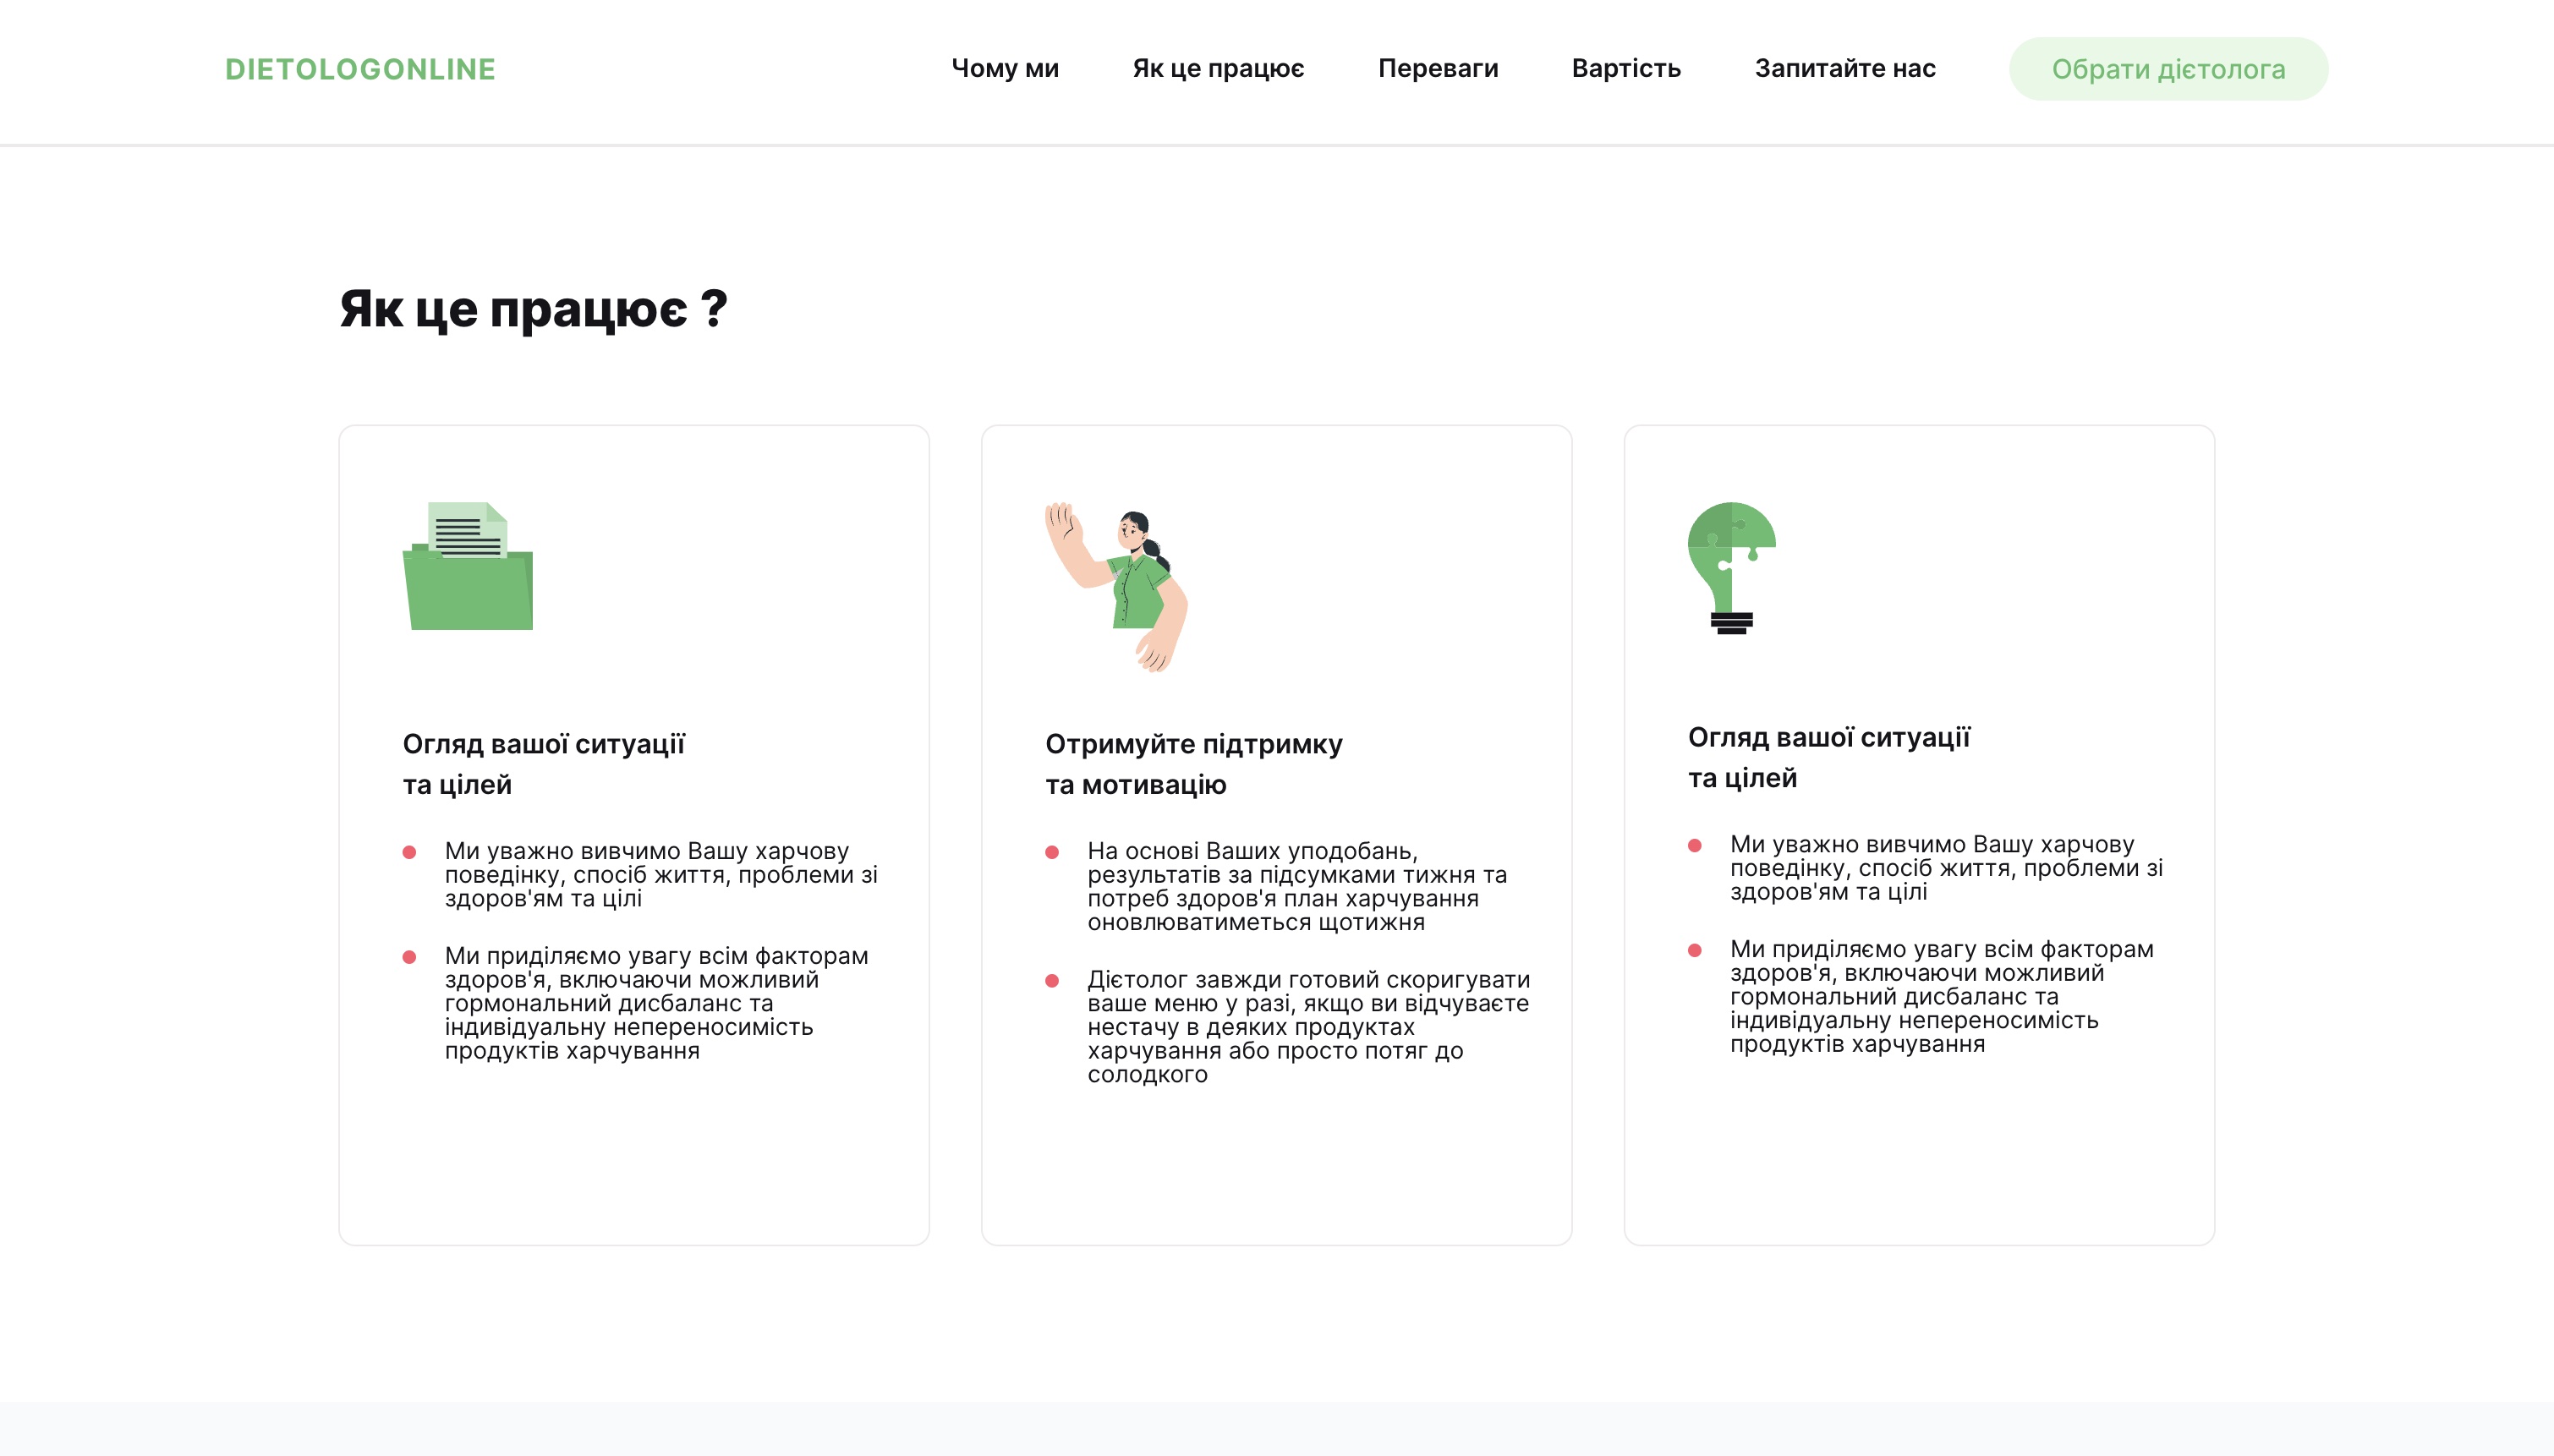 DIETOLOGONLINE
Чому ми
Як це працює
Переваги
Вартість
Запитайте нас
Обрати дієтолога
Як це працює ?
Огляд вашої ситуації
та цілей
Ми уважно вивчимо Вашу харчову
поведінку, спосіб життя, проблеми зі
здоров'ям та цілі
Ми приділяємо увагу всім факторам
здоров'я, включаючи можливий
гормональний дисбаланс та
індивідуальну непереносимість
продуктів харчування
Отримуйте підтримку
та мотивацію
На основі Ваших уподобань,
результатів за підсумками тижня та
потреб здоров'я план харчування
оновлюватиметься щотижня
Дієтолог завжди готовий скоригувати
ваше меню у разі, якщо ви відчуваєте
нестачу в деяких продуктах
харчування або просто потяг до
солодкого
Огляд вашої ситуації
та цілей
Ми уважно вивчимо Вашу харчову
поведінку, спосіб життя, проблеми зі
здоров'ям та цілі
Ми приділяємо увагу всім факторам
здоров'я, включаючи можливий
гормональний дисбаланс та
індивідуальну непереносимість
продуктів харчування